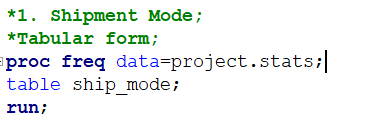 *1. Shipment Mode;
*Tabular form;
proc freq data=project.stats;
table ship_mode;
run;